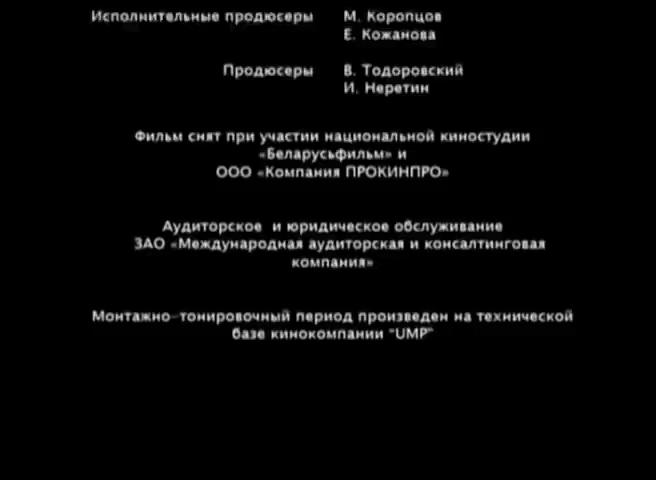 Исполнительные продюсеры М. Коропцов
Е. Кожанова
Продюсеры В. Тодоровский
И. Неретин
Фильм снят при участии национальной киностудии
«Беларусьфильм» и
ООО «Компания ПРОКИНПРО»
Аудиторское и юридическое обслуживание
ЗАО «Международная аудиторская и консалтинговая
компания»
Монтажно-тонировочный период произведен на технической
базе кинокомпании "UMP"